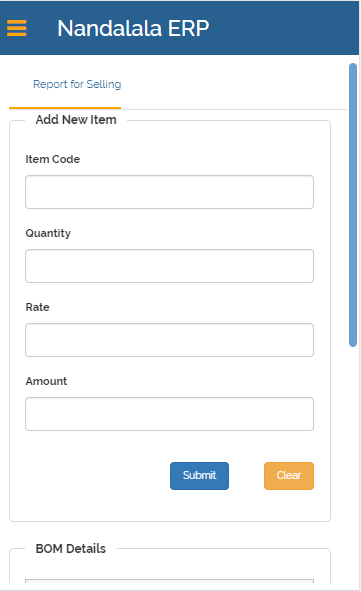 Nandalala ERP
Report for Selling
Add New Item
Item Code
Quantity
Rate
Amount
Submit Clear
BOM Details